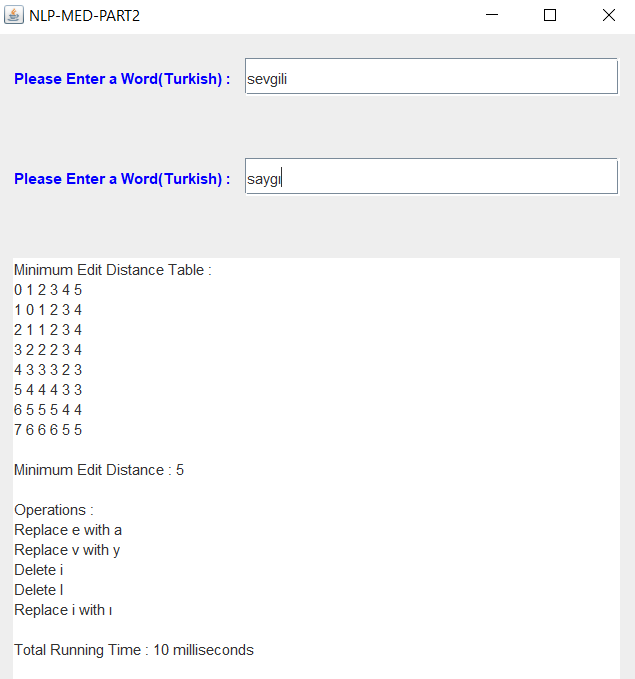 NLP-MED-PART2
Please Enter a Word(Turkish) : sevgili
Please Enter a Word(Turkish) : saygı
Minimum Edit Distance Table :
0 1 2 3 4 5
1 0 1 2 3 4
2 1 1 2 3 4
3 2 2 2 3 4
4 3 3 3 2 3
5 4 4 4 3 3
6 5 5 5 4 4
7 6 6 6 5 5
Minimum Edit Distance : 5
Operations :
Replace e with a
Replace v with y
Delete i
Delete l
Replace i with ı
Total Running Time : 10 milliseconds